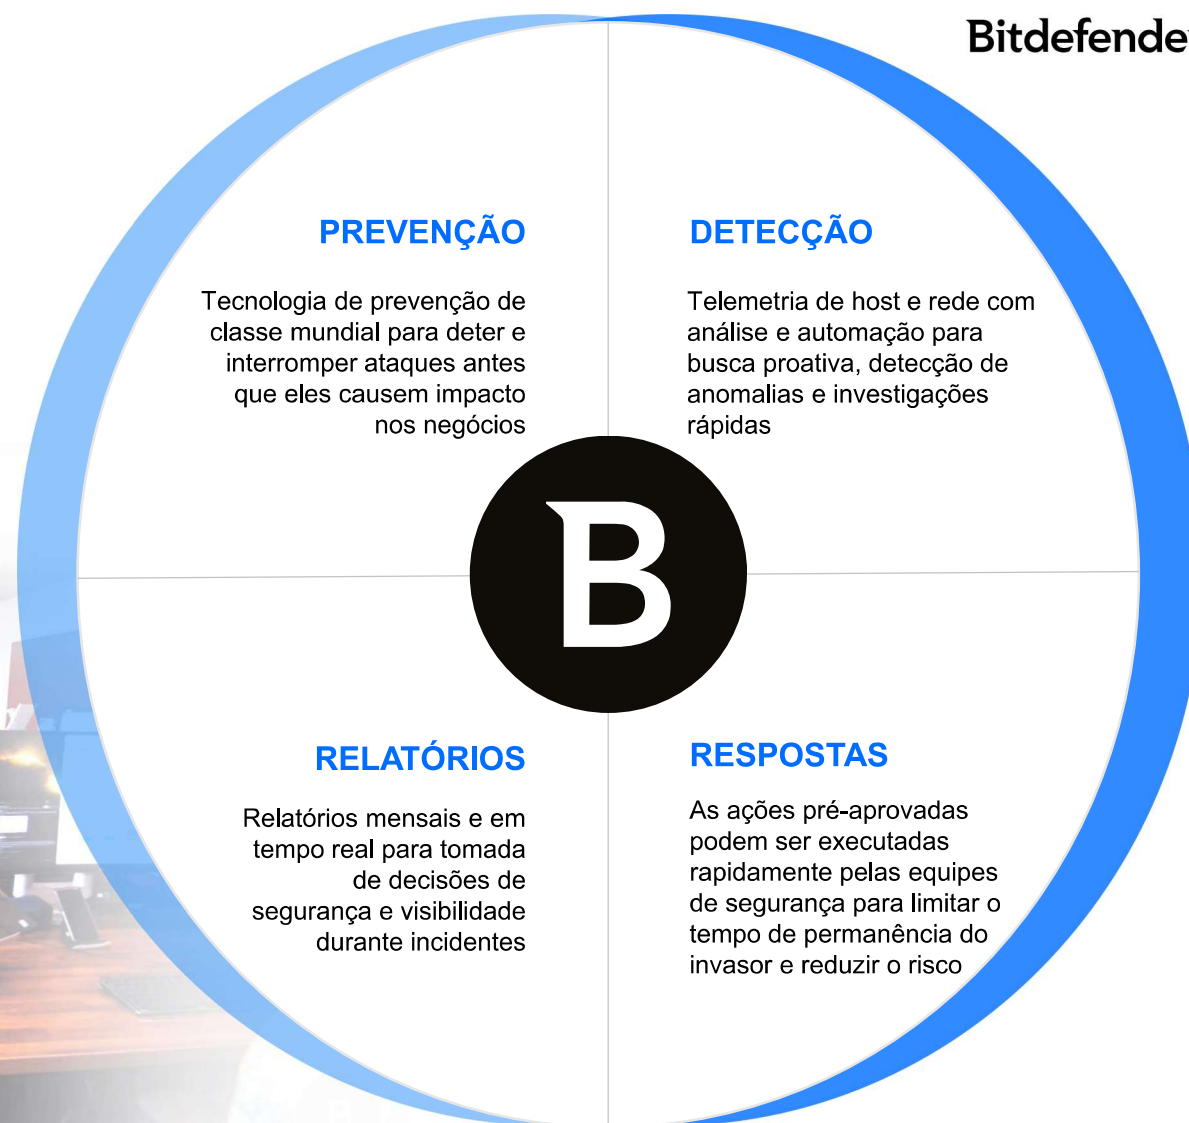 Bitdefender
PREVENÇÃO
Tecnologia de prevenção de
classe mundial para deter e
interromper ataques antes
que eles causem impacto
nos negócios
DETECÇÃO
Telemetria de host e rede com
análise e automação para
busca proativa, detecção de
anomalias e investigações
rápidas
B
RELATÓRIOS
Relatórios mensais e em
tempo real para tomada
de decisões de
segurança e visibilidade
durante incidentes
RESPOSTAS
As ações pré-aprovadas
podem ser executadas
rapidamente pelas equipes
de segurança para limitar o
tempo de permanência do
invasor e reduzir o risco